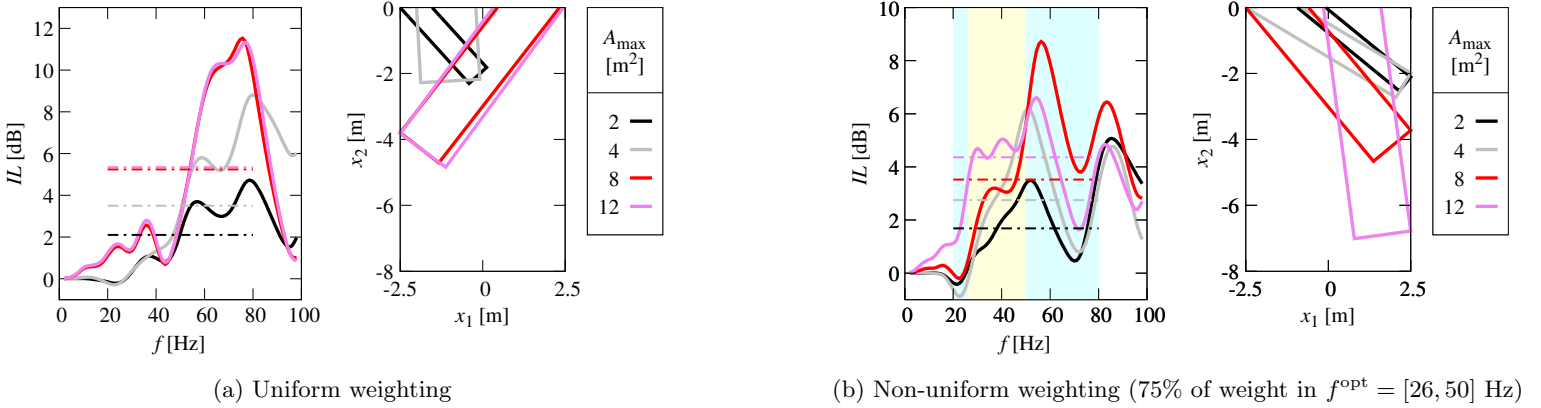 12
10
8
6
4
2
0
IL [dB]
0 20 40 60 80 100
f [Hz]
0
-2
-4
-6
-8
x2 [m]
-2.5 0 2.5
x1 [m]
Amax
[m²]
2
4
8
12
(a) Uniform weighting
10
8
6
4
2
0
IL [dB]
0 20 40 60 80 100
f [Hz]
0
-2
-4
-6
-8
x2 [m]
-2.5 0 2.5
x1 [m]
Amax
[m²]
2
4
8
12
(b) Non-uniform weighting (75% of weight in f^opt = [26, 50] Hz)